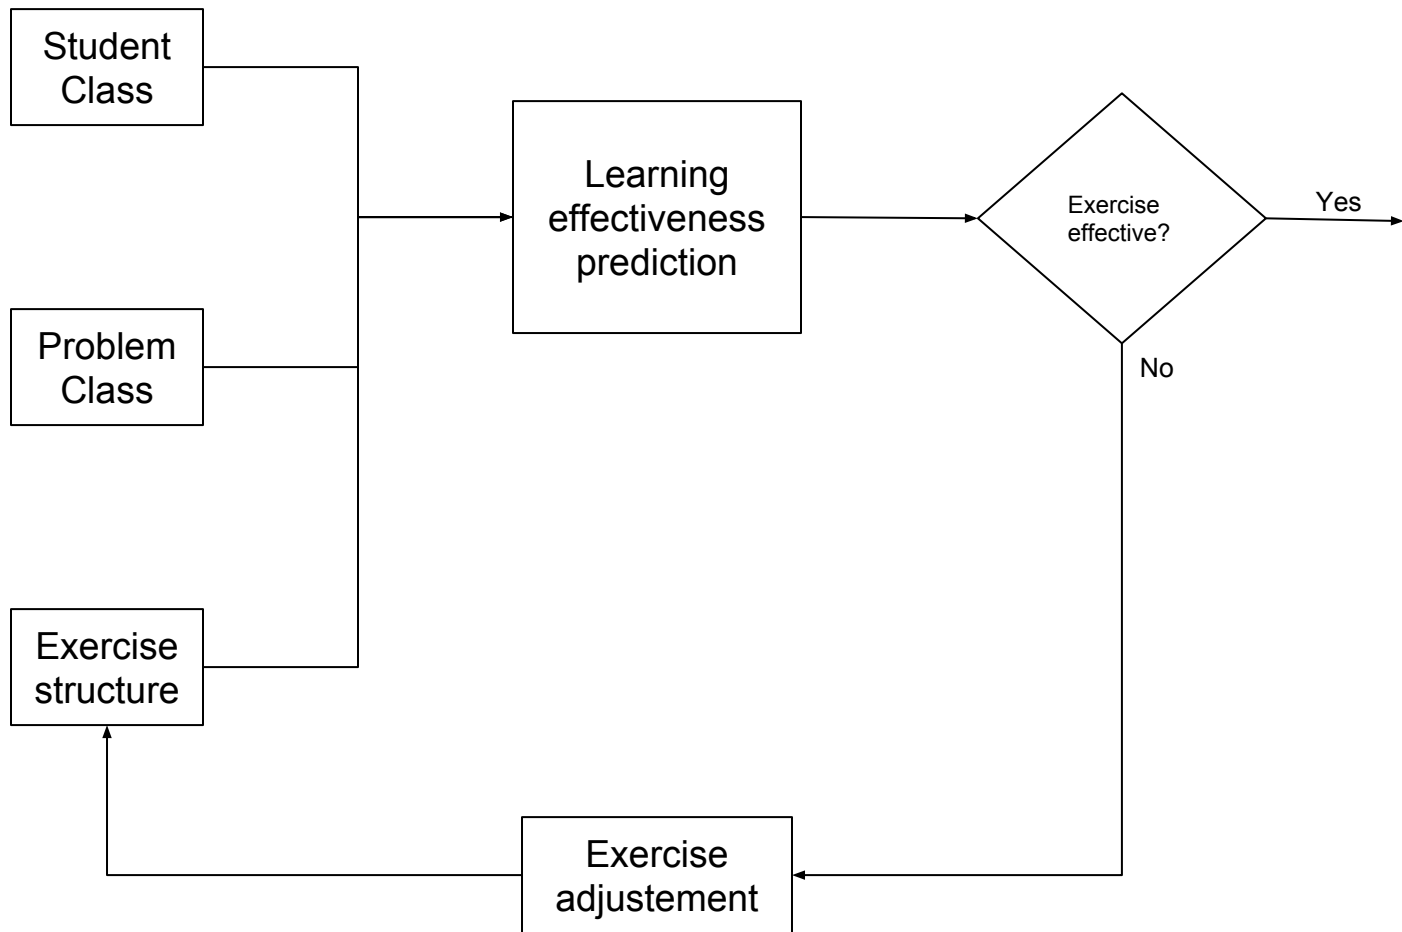 Student
Class
Learning
effectiveness
prediction
Exercise
effective?
Yes
Problem
Class
No
Exercise
structure
Exercise
adjustement